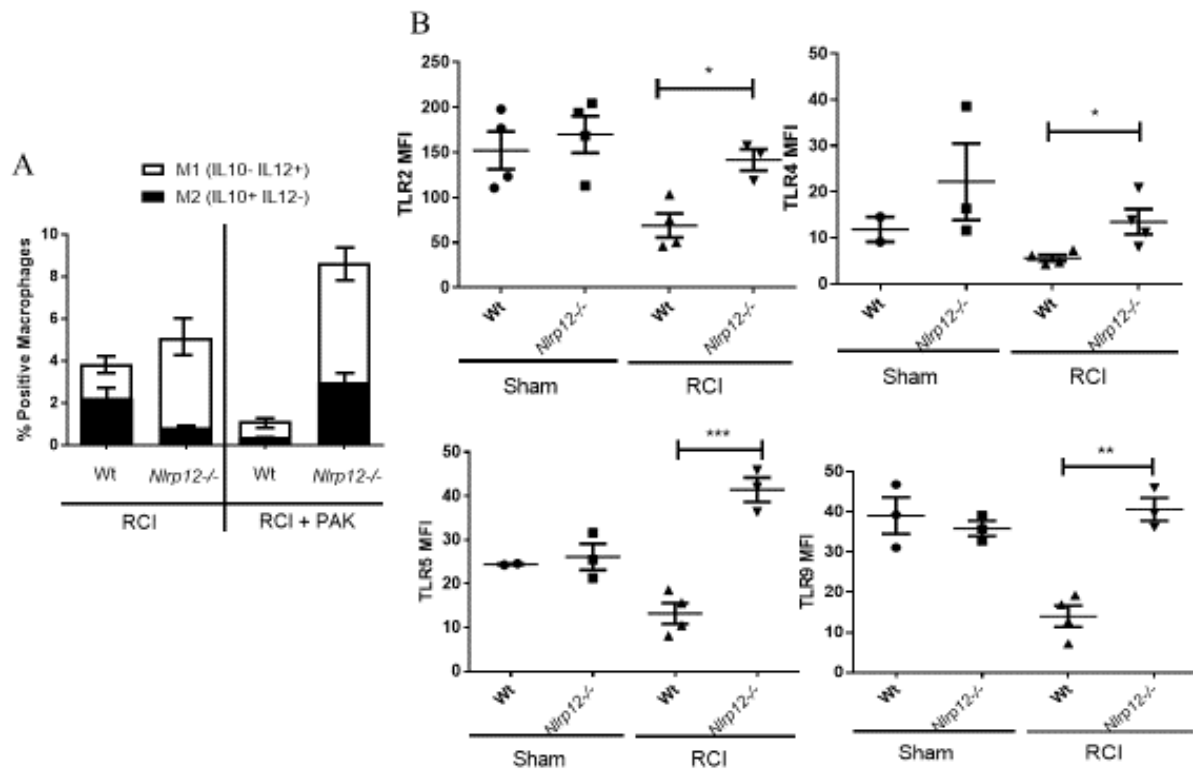 A
M1 (IL10- IL12+)
M2 (IL10+ IL12-)
% Positive Macrophages
10
8
6
4
2
0
Wt
Nlrp12-/-
Wt
Nlrp12-/-
RCI
RCI + PAK
B
TLR2 MFI
250
200
150
100
50
0
*
Wt
Nlrp12-/-
Wt
Nlrp12-/-
Sham
RCI
TLR4 MFI
50
40
30
20
10
0
*
Wt
Nlrp12-/-
Wt
Nlrp12-/-
Sham
RCI
TLR5 MFI
50
40
30
20
10
0
***
Wt
Nlrp12-/-
Wt
Nlrp12-/-
Sham
RCI
TLR9 MFI
50
40
30
20
10
0
**
Wt
Nlrp12-/-
Wt
Nlrp12-/-
Sham
RCI